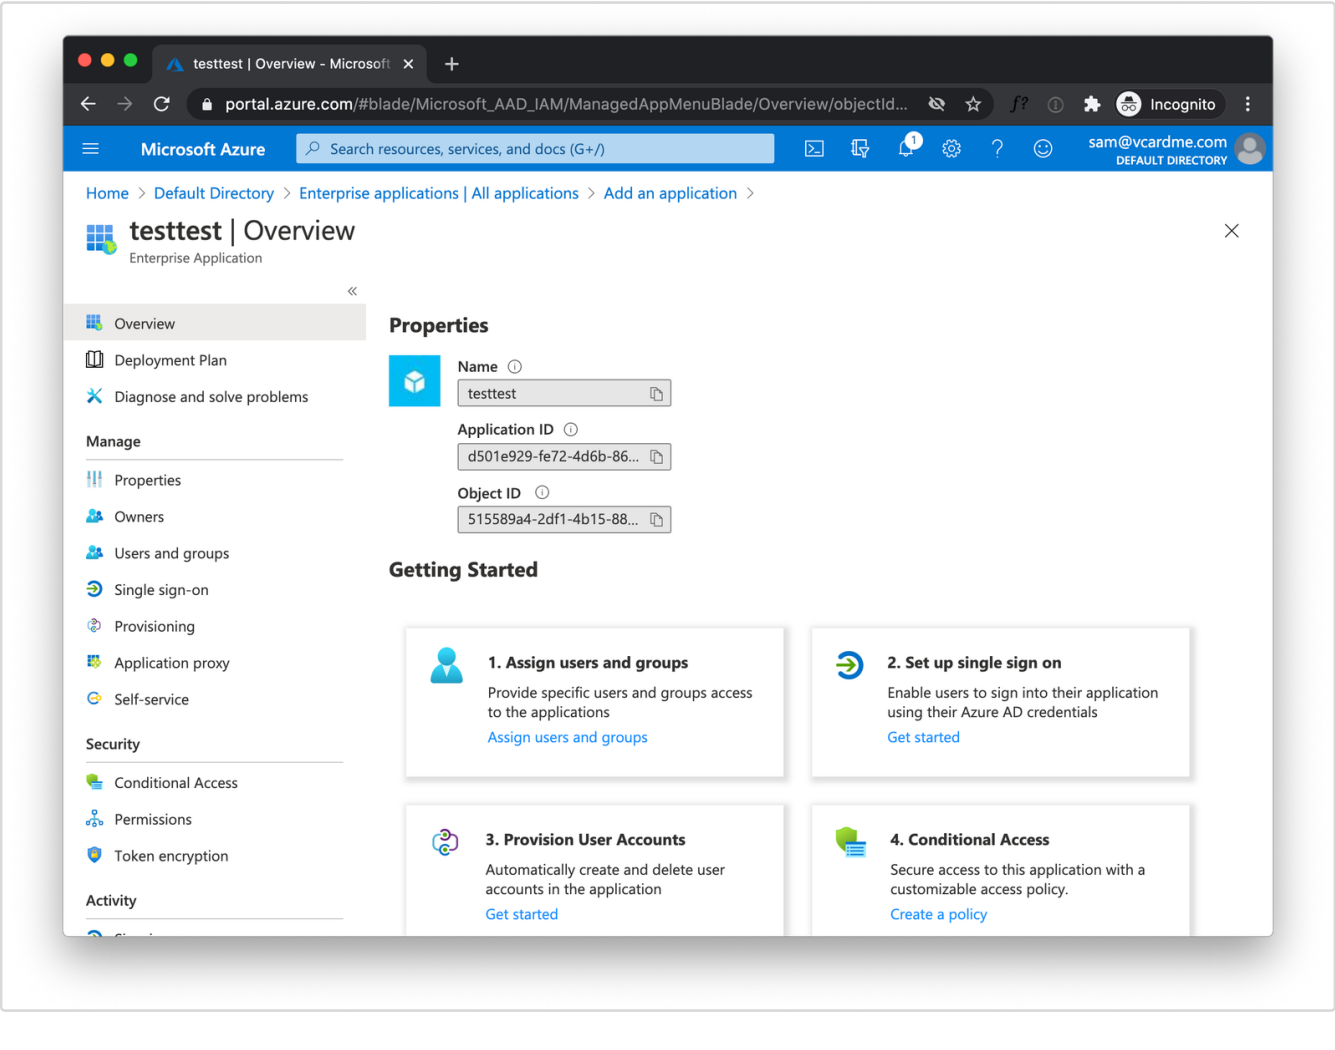 testtest | Overview - Microsoft
portal.azure.com/#blade/Microsoft_AAD_IAM/ManagedAppMenuBlade/Overview/objectId...
f?
Incognito
Microsoft Azure
Search resources, services, and docs (G+/)
1
sam@vcardme.com
DEFAULT DIRECTORY
Home > Default Directory > Enterprise applications | All applications > Add an application >
testtest | Overview
Enterprise Application
«
Overview
Deployment Plan
Diagnose and solve problems
Manage
Properties
Owners
Users and groups
Single sign-on
Provisioning
Application proxy
Self-service
Security
Conditional Access
Permissions
Token encryption
Activity
Properties
Name
testtest
Application ID
d501e929-fe72-4d6b-86...
Object ID
515589a4-2df1-4b15-88...
Getting Started
1. Assign users and groups
Provide specific users and groups access
to the applications
Assign users and groups
2. Set up single sign on
Enable users to sign into their application
using their Azure AD credentials
Get started
3. Provision User Accounts
Automatically create and delete user
accounts in the application
Get started
4. Conditional Access
Secure access to this application with a
customizable access policy.
Create a policy